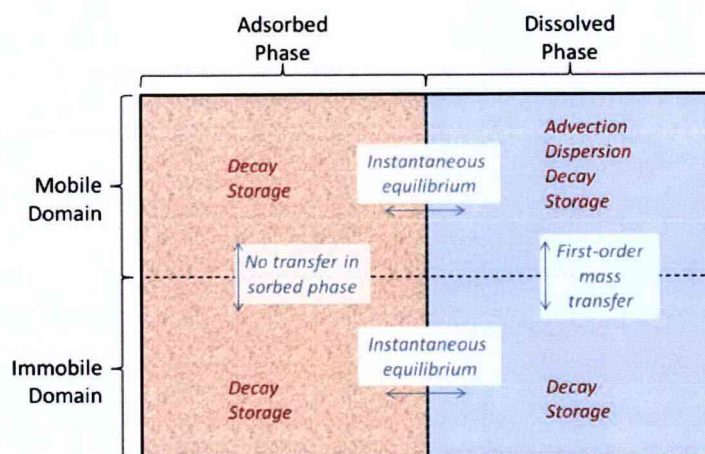 Adsorbed
Phase
Dissolved
Phase
Mobile
Domain
Decay
Storage
Instantaneous
equilibrium
Advection
Dispersion
Decay
Storage
No transfer in
sorbed phase
First-order
mass
transfer
Immobile
Domain
Instantaneous
equilibrium
Decay
Storage
Decay
Storage